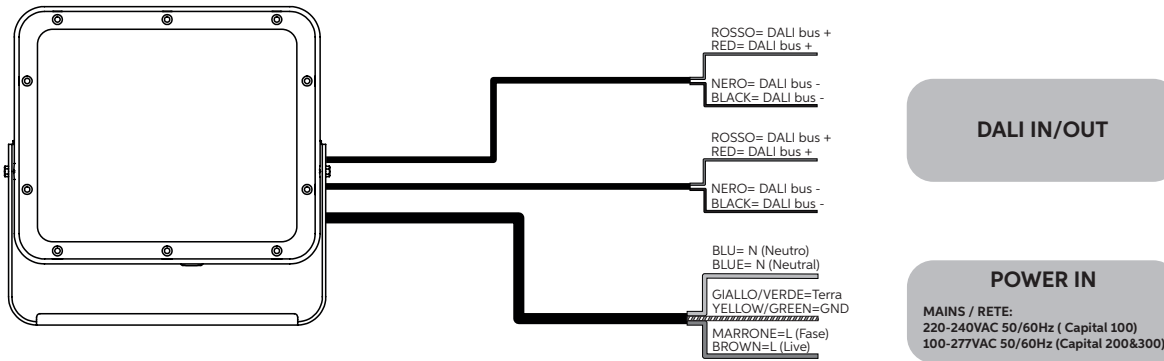 ROSSO= DALI bus +
RED= DALI bus +
NERO= DALI bus -
BLACK= DALI bus -
DALI IN/OUT
ROSSO= DALI bus +
RED= DALI bus +
NERO= DALI bus -
BLACK= DALI bus -
BLU= N (Neutro)
BLUE= N (Neutral)
GIALLO/VERDE=Terra
YELLOW/GREEN=GND
MARRONE=L (Fase)
BROWN=L (Live)
POWER IN
MAINS / RETE:
220-240VAC 50/60Hz ( Capital 100)
100-277VAC 50/60Hz (Capital 200&300)